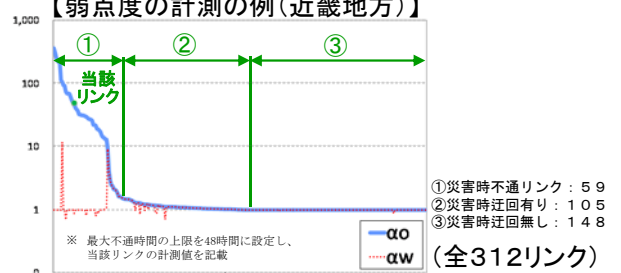 【弱点度の計測の例(近畿地方)】
1,000
① ② ③
当該
リンク
100
10
1
0
※ 最大不通時間の上限を48時間に設定し、
当該リンクの計測値を記載
αo
αw
①災害時不通リンク：５９
②災害時迂回有り：１０５
③災害時迂回無し：１４８
(全３１２リンク)